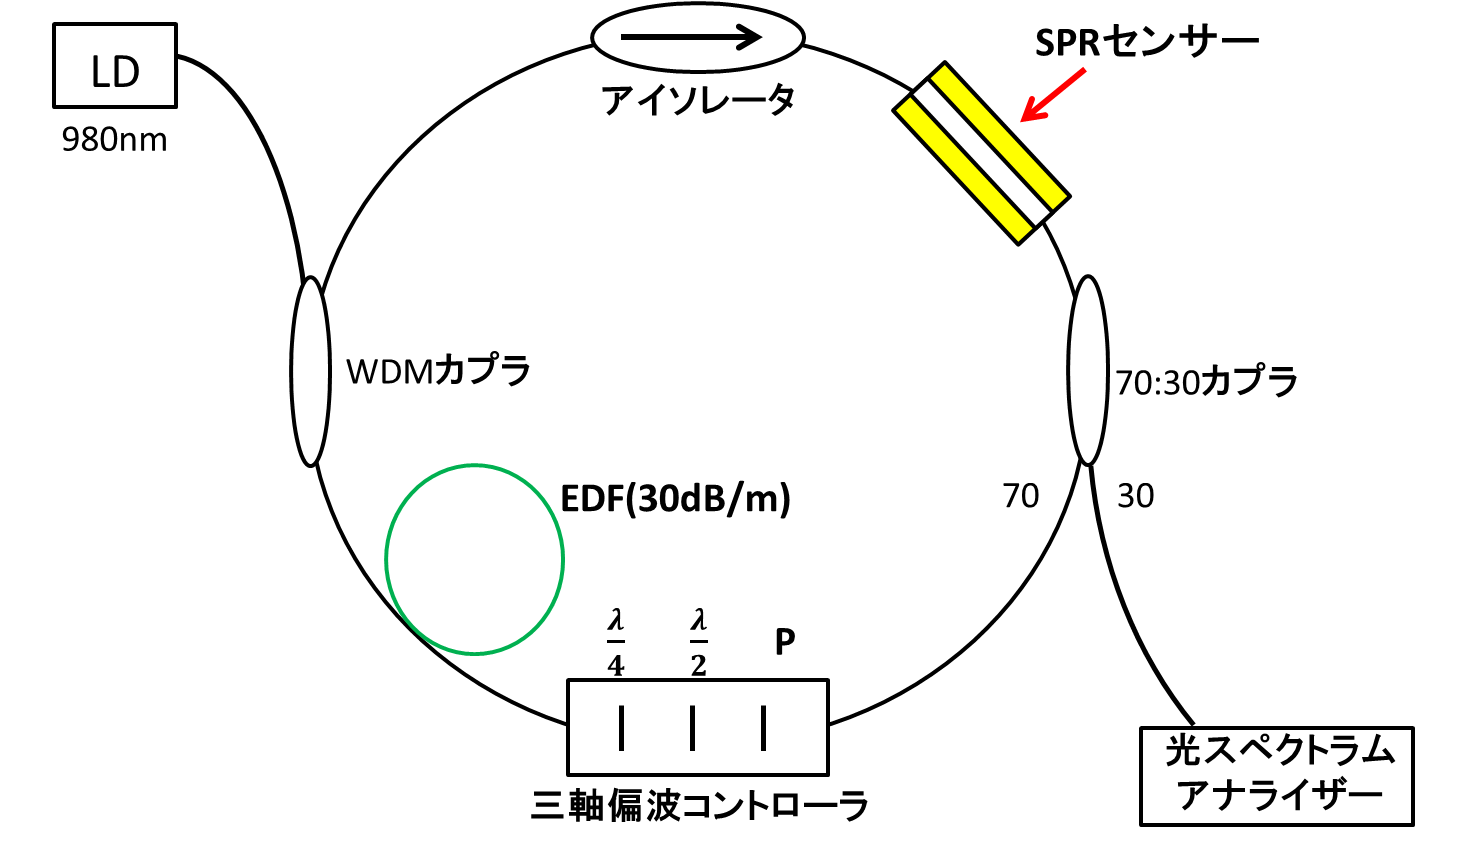 LD
980nm
アイソレータ
SPRセンサー
WDMカプラ
70:30カプラ
EDF(30dB/m)
70
30
λ/4
λ/2
P
三軸偏波コントローラ
光スペクトラム
アナライザー